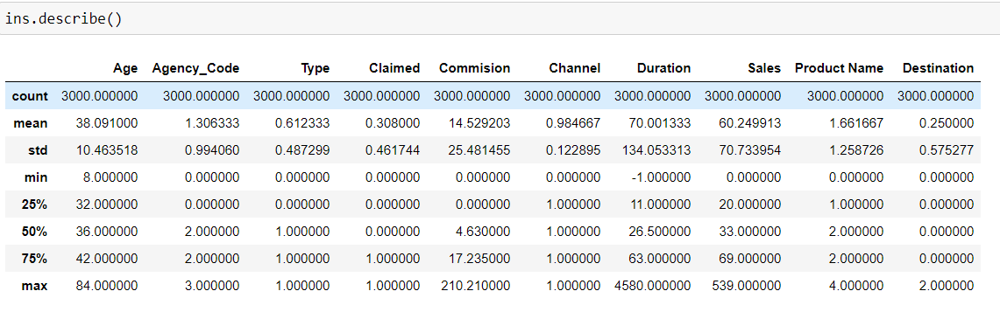 ins.describe()
Age Agency_Code Type Claimed Commision Channel Duration Sales Product Name Destination
count 3000.000000 3000.000000 3000.000000 3000.000000 3000.000000 3000.000000 3000.000000 3000.000000 3000.000000 3000.000000
mean 38.091000 1.306333 0.612333 0.308000 14.529203 0.984667 70.001333 60.249913 1.661667 0.250000
std 10.463518 0.994060 0.487299 0.461744 25.481455 0.122895 134.053313 70.733954 1.258726 0.575277
min 8.000000 0.000000 0.000000 0.000000 0.000000 0.000000 -1.000000 0.000000 0.000000 0.000000
25% 32.000000 0.000000 0.000000 0.000000 0.000000 1.000000 11.000000 20.000000 1.000000 0.000000
50% 36.000000 2.000000 1.000000 0.000000 4.630000 1.000000 26.500000 33.000000 2.000000 0.000000
75% 42.000000 2.000000 1.000000 1.000000 17.235000 1.000000 63.000000 69.000000 2.000000 0.000000
max 84.000000 3.000000 1.000000 1.000000 210.210000 1.000000 4580.000000 539.000000 4.000000 2.000000